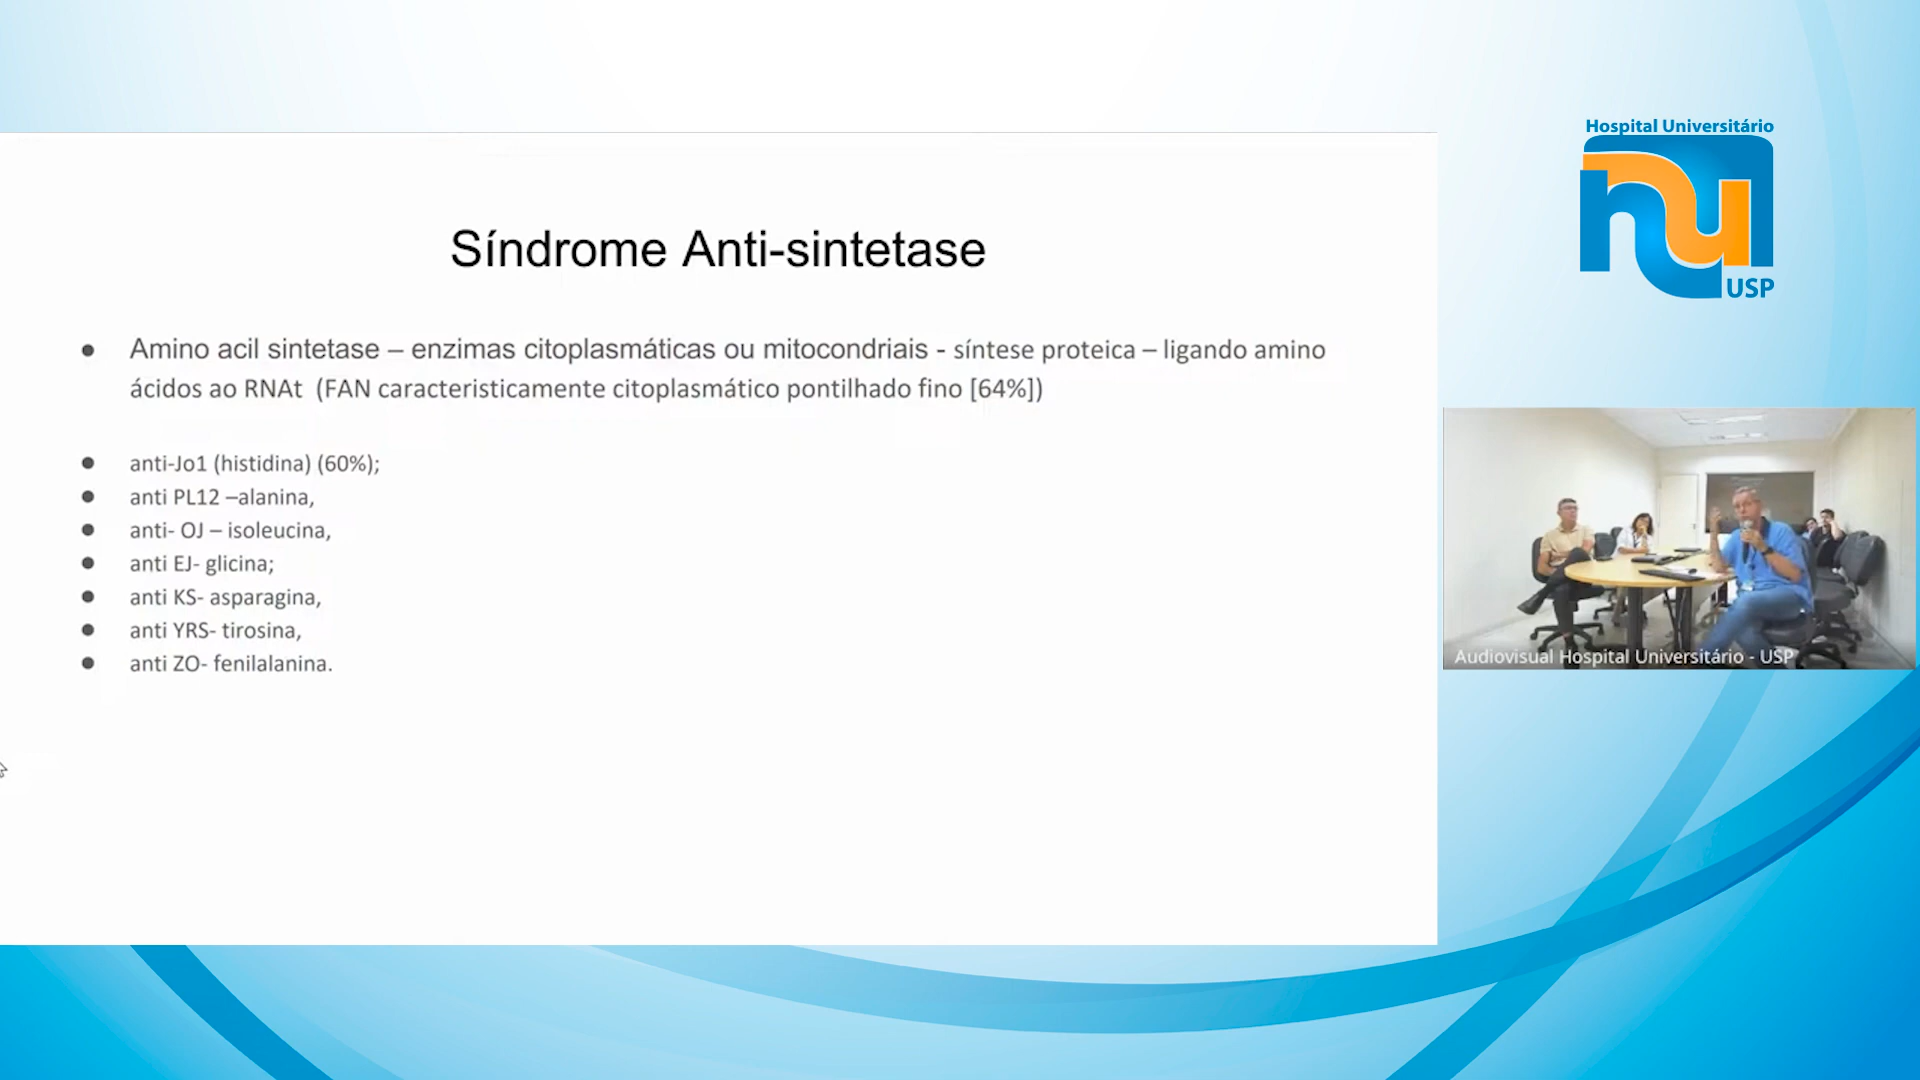 Hospital Universitário
USP
Síndrome Anti-sintetase
● Amino acil sintetase – enzimas citoplasmáticas ou mitocondriais - síntese proteica – ligando amino
ácidos ao RNAt (FAN caracteristicamente citoplasmático pontilhado fino [64%])
● anti-Jo1 (histidina) (60%);
● anti PL12 –alanina,
● anti- OJ – isoleucina,
● anti EJ- glicina;
● anti KS- asparagina,
● anti YRS- tirosina,
● anti ZO- fenilalanina.
Audiovisual Hospital Universitário - USP